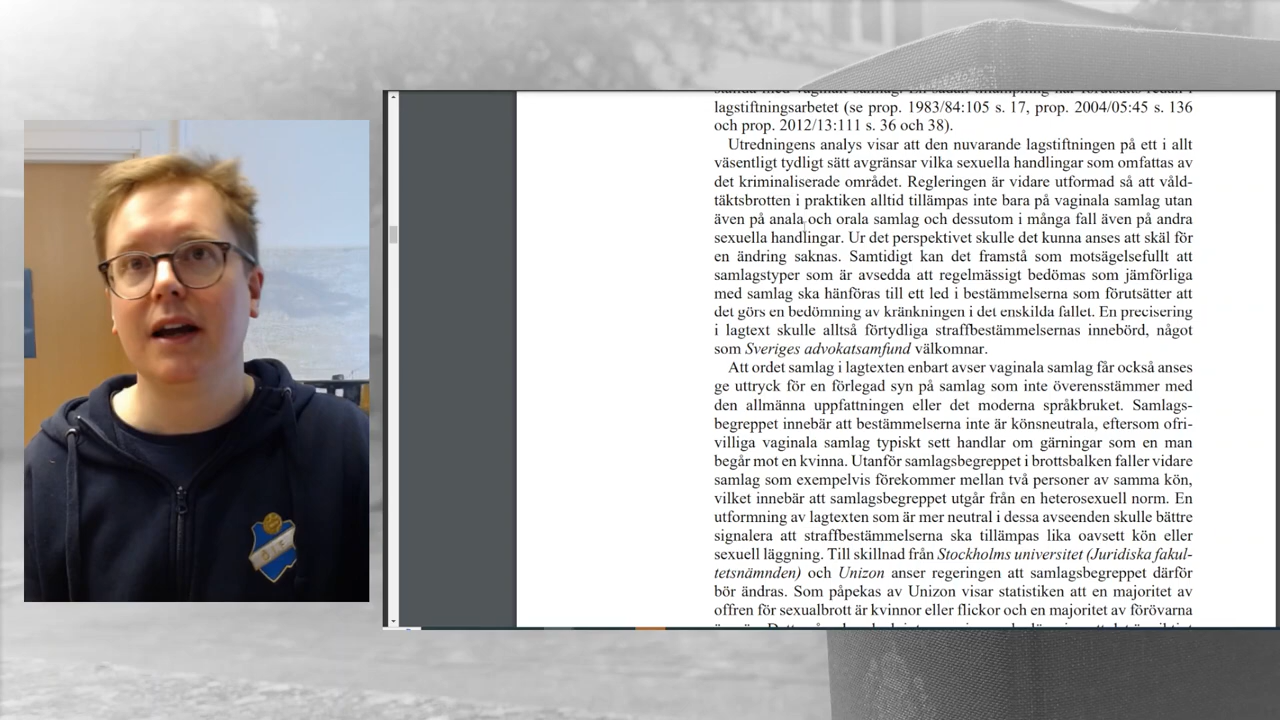 lagstiftningsarbetet (se prop. 1983/84:105 s. 17, prop. 2004/05:45 s. 136
och prop. 2012/13:111 s. 36 och 38).
Utredningens analys visar att den nuvarande lagstiftningen på ett i allt
väsentligt tydligt sätt avgränsar vilka sexuella handlingar som omfattas av
det kriminaliserade området. Regleringen är vidare utformad så att våld-
täktsbrotten i praktiken alltid tillämpas inte bara på vaginala samlag utan
även på anala och orala samlag och dessutom i många fall även på andra
sexuella handlingar. Ur det perspektivet skulle det kunna anses att skäl för
en ändring saknas. Samtidigt kan det framstå som motsägelsefullt att
samlagstyper som är avsedda att regelmässigt bedömas som jämförliga
med samlag ska hänföras till ett led i bestämmelserna som förutsätter att
det görs en bedömning av kränkningen i det enskilda fallet. En precisering
i lagtext skulle alltså förtydliga straffbestämmelsernas innebörd, något
som Sveriges advokatsamfund välkomnar.
Att ordet samlag i lagtexten enbart avser vaginala samlag får också anses
ge uttryck för en förlegad syn på samlag som inte överensstämmer med
den allmänna uppfattningen eller det moderna språkbruket. Samlags-
begreppet innebär att bestämmelserna inte är könsneutrala, eftersom ofri-
villiga vaginala samlag typiskt sett handlar om gärningar som en man
begår mot en kvinna. Utanför samlagsbegreppet i brottsbalken faller vidare
samlag som exempelvis förekommer mellan två personer av samma kön,
vilket innebär att samlagsbegreppet utgår från en heterosexuell norm. En
utformning av lagtexten som är mer neutral i dessa avseenden skulle bättre
signalera att straffbestämmelserna ska tillämpas lika oavsett kön eller
sexuell läggning. Till skillnad från Stockholms universitet (Juridiska fakul-
tetsnämnden) och Unizon anser regeringen att samlagsbegreppet därför
bör ändras. Som påpekas av Unizon visar statistiken att en majoritet av
offren för sexualbrott är kvinnor eller flickor och en majoritet av förövarna